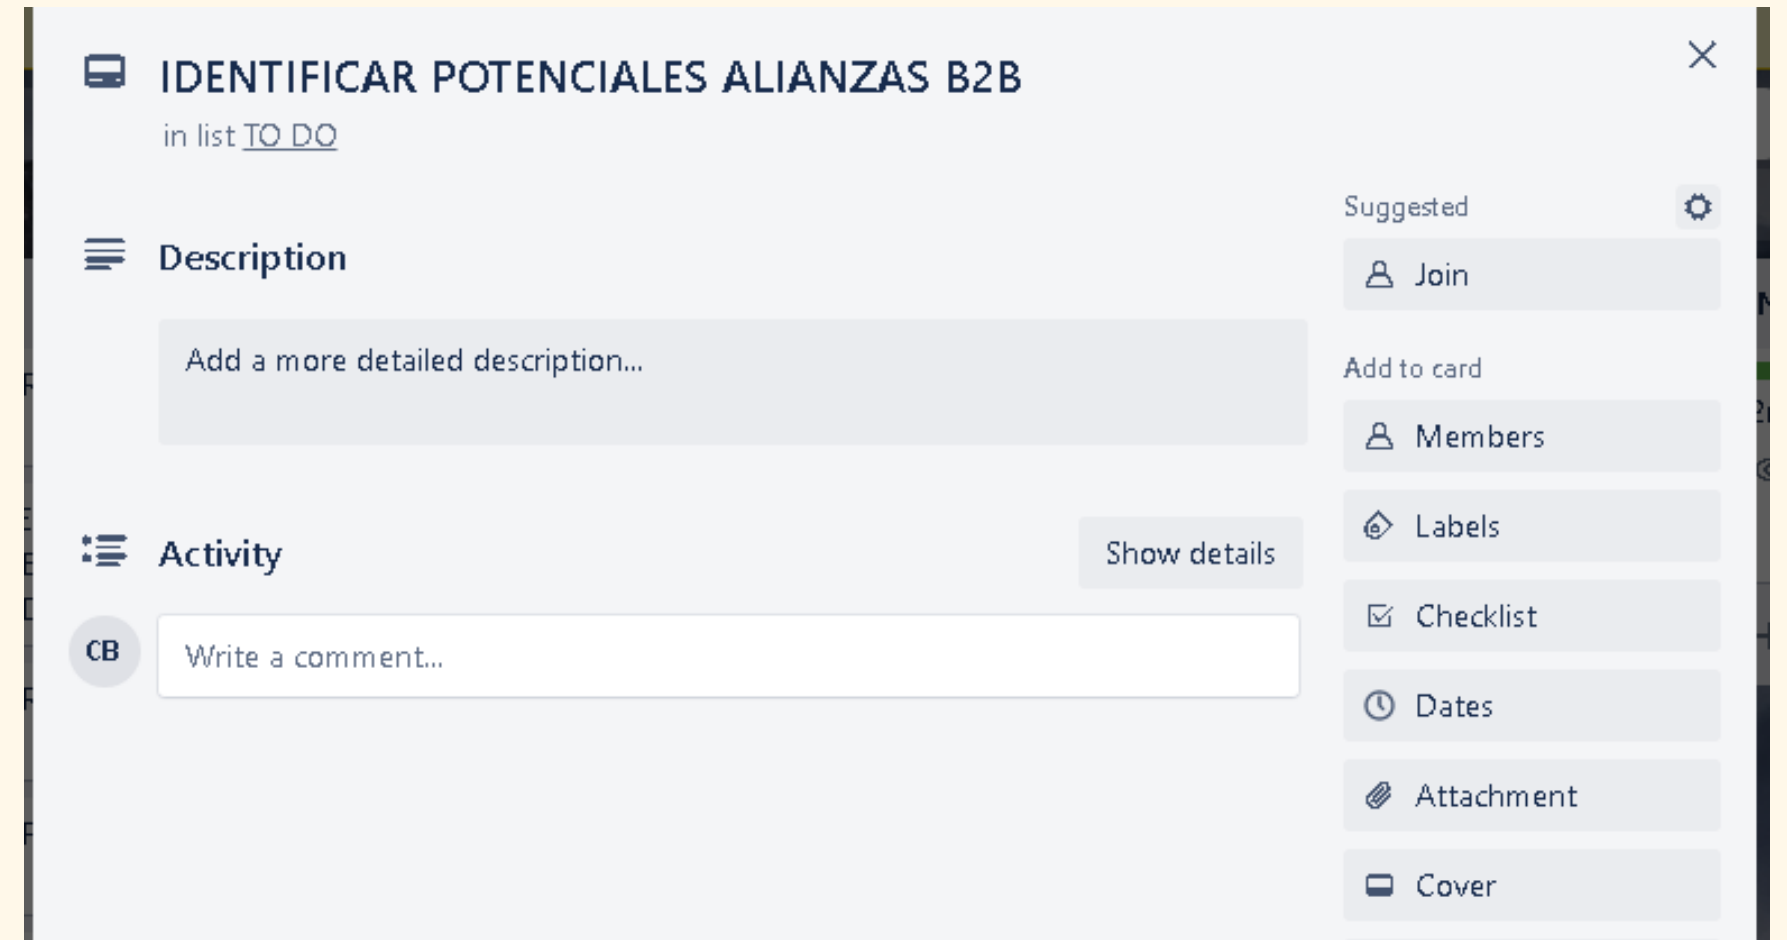 IDENTIFICAR POTENCIALES ALIANZAS B2B
in list TO DO
Description
Add a more detailed description...
Activity
Show details
CB
Write a comment...
Suggested
Join
Add to card
Members
Labels
Checklist
Dates
Attachment
Cover